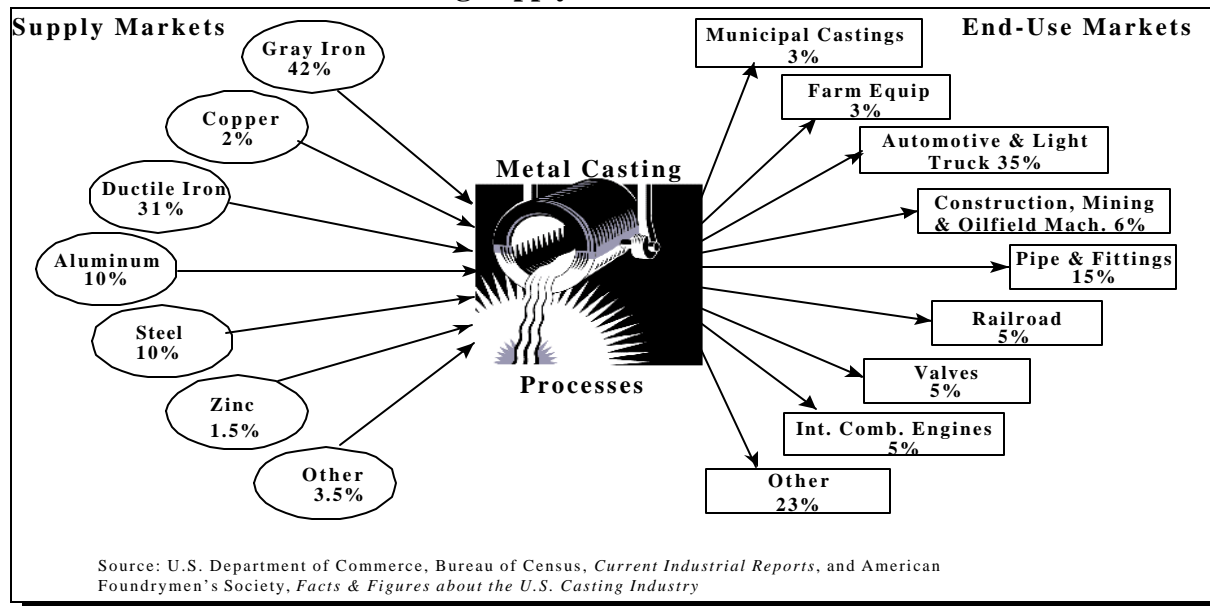 Supply Markets
End-Use Markets
Gray Iron
42%
Copper
2%
Ductile Iron
31%
Aluminum
10%
Steel
10%
Zinc
1.5%
Other
3.5%
Metal Casting
Processes
Municipal Castings
3%
Farm Equip
3%
Automotive & Light
Truck 35%
Construction, Mining
& Oilfield Mach. 6%
Pipe & Fittings
15%
Railroad
5%
Valves
5%
Int. Comb. Engines
5%
Other
23%
Source: U.S. Department of Commerce, Bureau of Census, Current Industrial Reports, and American
Foundrymen's Society, Facts & Figures about the U.S. Casting Industry